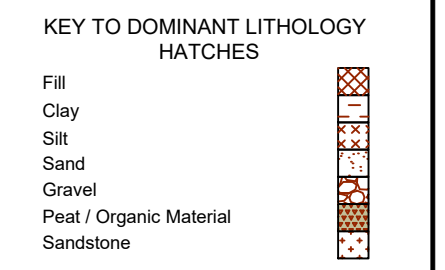 KEY TO DOMINANT LITHOLOGY
HATCHES
Fill
Clay
Silt
Sand
Gravel
Peat / Organic Material
Sandstone